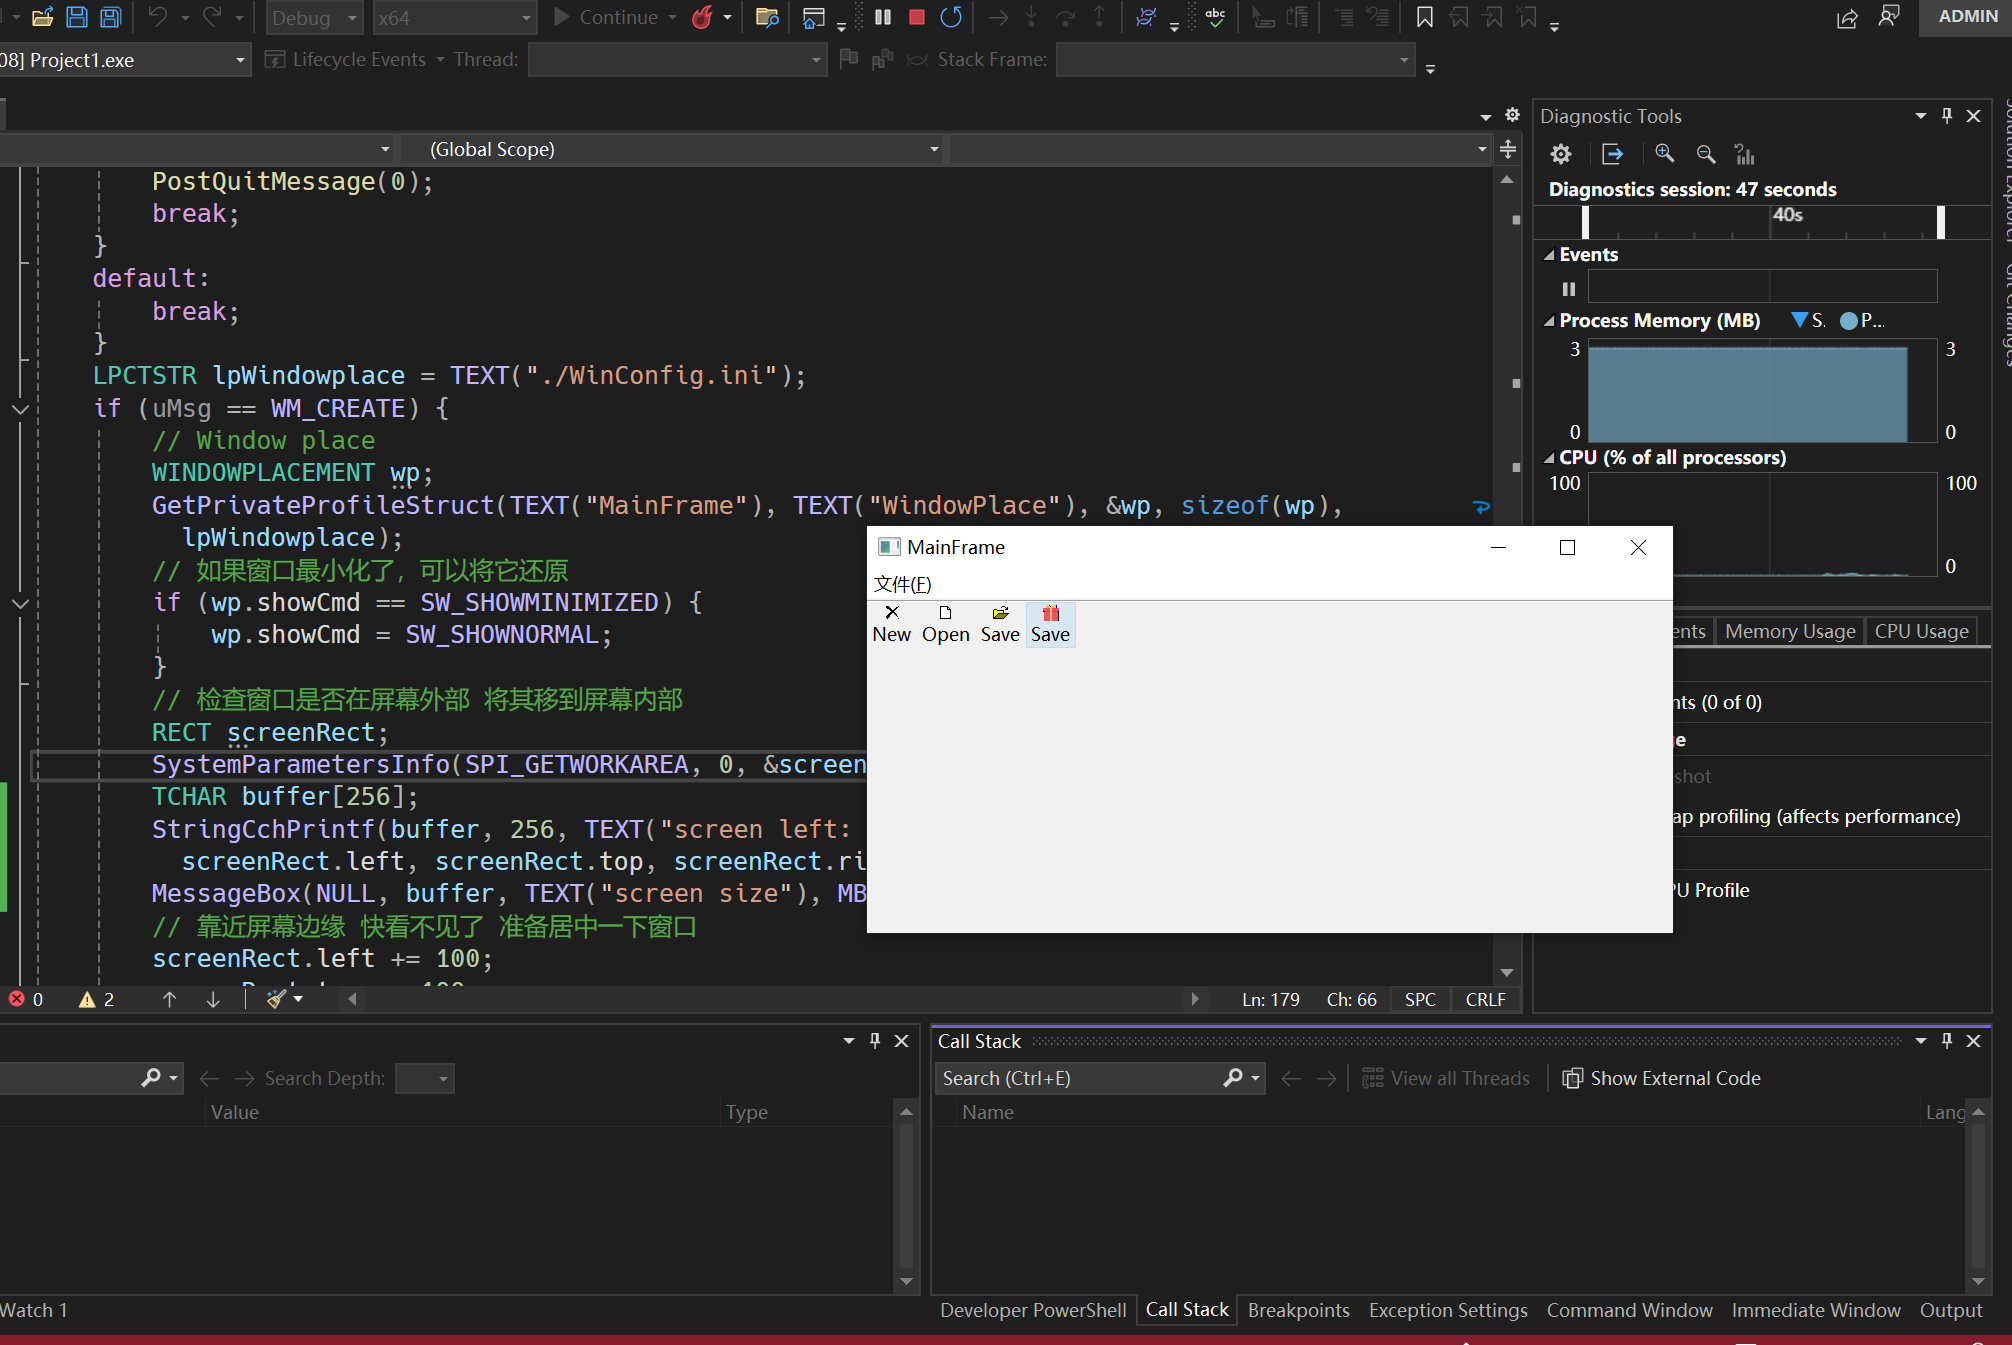 Debug x64 Continue ADMIN
08] Project1.exe Lifecycle Events Thread: Stack Frame:
(Global Scope)
PostQuitMessage(0);
break;
}
default:
break;
}
LPCTSTR lpWindowplace = TEXT("./WinConfig.ini");
if (uMsg == WM_CREATE) {
// Window place
WINDOWPLACEMENT wp;
GetPrivateProfileStruct(TEXT("MainFrame"), TEXT("WindowPlace"), &wp, sizeof(wp),
lpWindowplace);
// 如果窗口最小化了，可以将它还原
if (wp.showCmd == SW_SHOWMINIMIZED) {
wp.showCmd = SW_SHOWNORMAL;
}
// 检查窗口是否在屏幕外部 将其移到屏幕内部
RECT screenRect;
SystemParametersInfo(SPI_GETWORKAREA, 0, &screen
TCHAR buffer[256];
StringCchPrintf(buffer, 256, TEXT("screen left:
screenRect.left, screenRect.top, screenRect.ri
MessageBox(NULL, buffer, TEXT("screen size"), MB
// 靠近屏幕边缘 快看不见了 准备居中一下窗口
screenRect.left += 100;
0 2 Ln: 179 Ch: 66 SPC CRLF
MainFrame
文件(F)
New Open Save Save
Diagnostic Tools
Diagnostics session: 47 seconds
40s
Events
Process Memory (MB) S. P...
3 3
0 0
CPU (% of all processors)
100 100
0
ents Memory Usage CPU Usage
nts (0 of 0)
shot
ap profiling (affects performance)
PU Profile
Solution Explorer
Git Changes
Search Depth:
Value Type
Watch 1
Call Stack
Search (Ctrl+E) View all Threads Show External Code
Name Lang
Developer PowerShell Call Stack Breakpoints Exception Settings Command Window Immediate Window Output